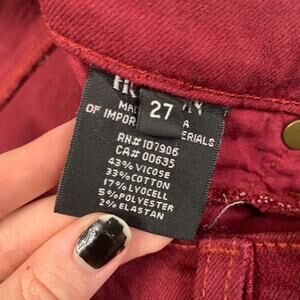 27
MA A
OF IMPOR ERIALS
RN# 107906
CA# 00635
43% VICOSE
33% COTTON
17% LYOCELL
5% POLYESTER
2% ELASTAN